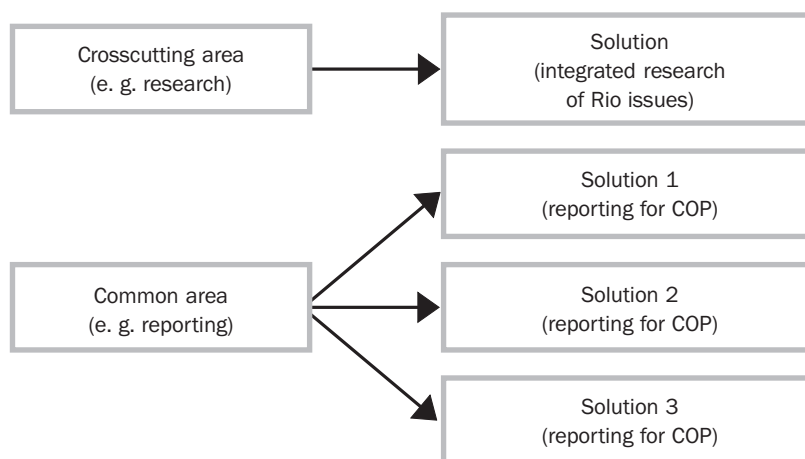 Crosscutting area
(e. g. research)
Solution
(integrated research
of Rio issues)
Solution 1
(reporting for COP)
Common area
(e. g. reporting)
Solution 2
(reporting for COP)
Solution 3
(reporting for COP)